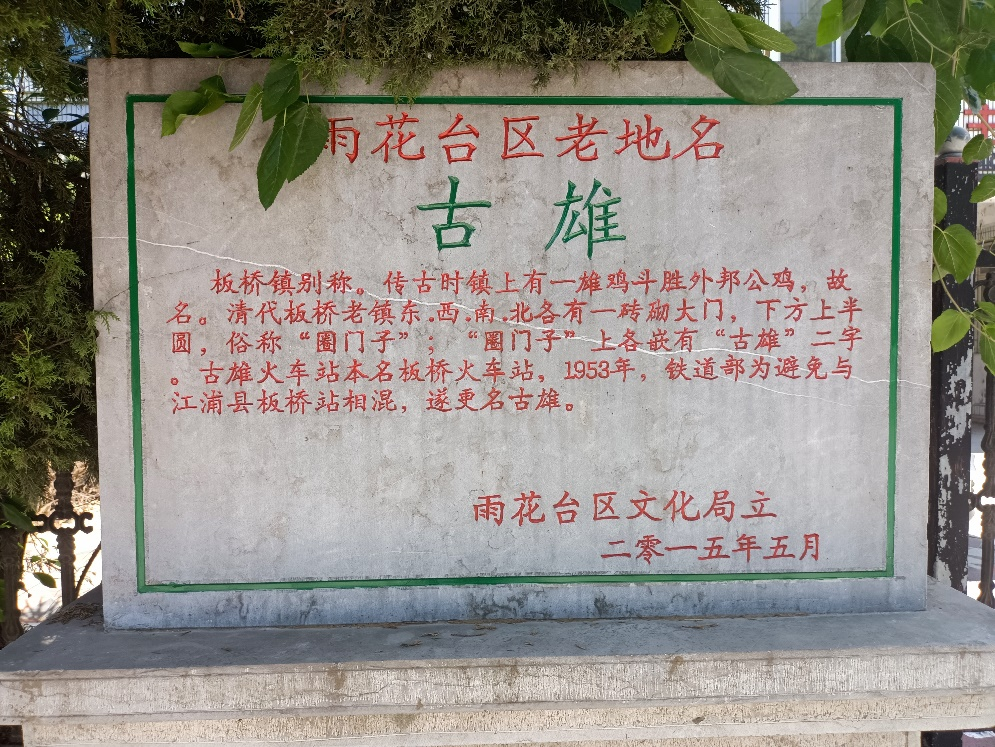 雨花台区老地名
古雄
板桥镇别称。传古时镇上有一雄鸡斗胜外邦公鸡，故
名。清代板桥老镇东、西、南、北各有一砖砌大门，下方上半
圆，俗称“圈门子”；“圈门子”上各嵌有“古雄”二字
。古雄火车站本名板桥火车站，1953年，铁道部为避免与
江浦县板桥站相混，遂更名古雄。
雨花台区文化局立
二零一五年五月